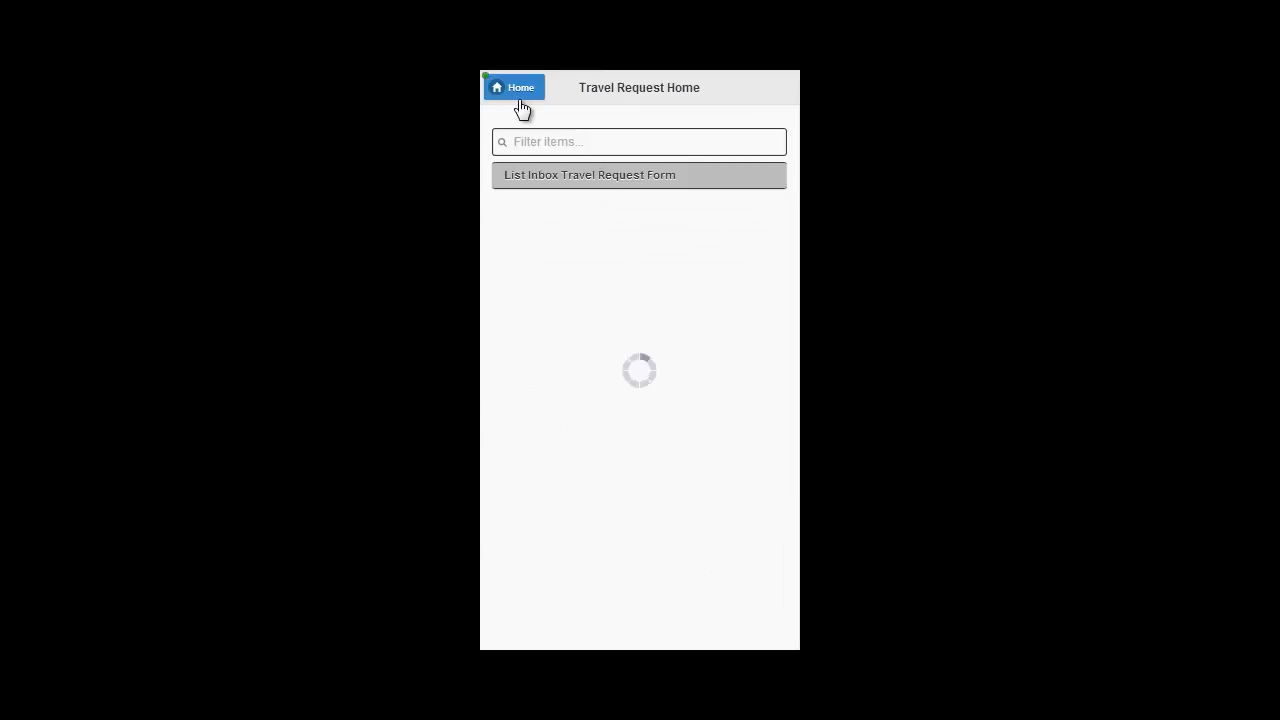 Home
Travel Request Home
Filter items...
List Inbox Travel Request Form